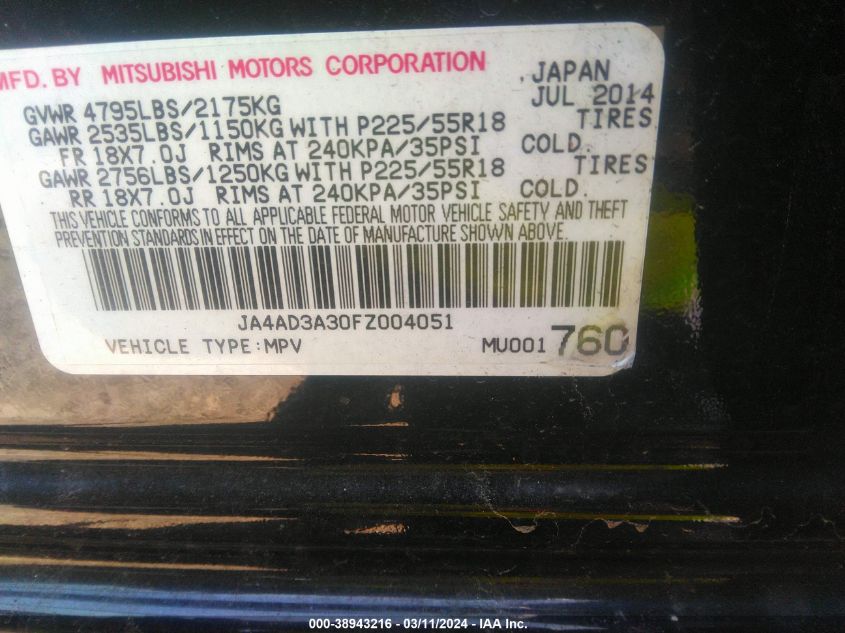 MFD. BY MITSUBISHI MOTORS CORPORATION , JAPAN
GVWR 4795LBS/2175KG JUL 2014
GAWR 2535LBS/1150KG WITH P225/55R18 TIRES
FR 18X7.0J RIMS AT 240KPA/35PSI COLD.
GAWR 2756LBS/1250KG WITH P225/55R18 TIRES
RR 18X7.0J RIMS AT 240KPA/35PSI COLD.
THIS VEHICLE CONFORMS TO ALL APPLICABLE FEDERAL MOTOR VEHICLE SAFETY AND THEFT
PREVENTION STANDARDS IN EFFECT ON THE DATE OF MANUFACTURE SHOWN ABOVE.
JA4AD3A30FZ004051
VEHICLE TYPE:MPV MU001760
000-38943216 - 03/11/2024 - IAA Inc.